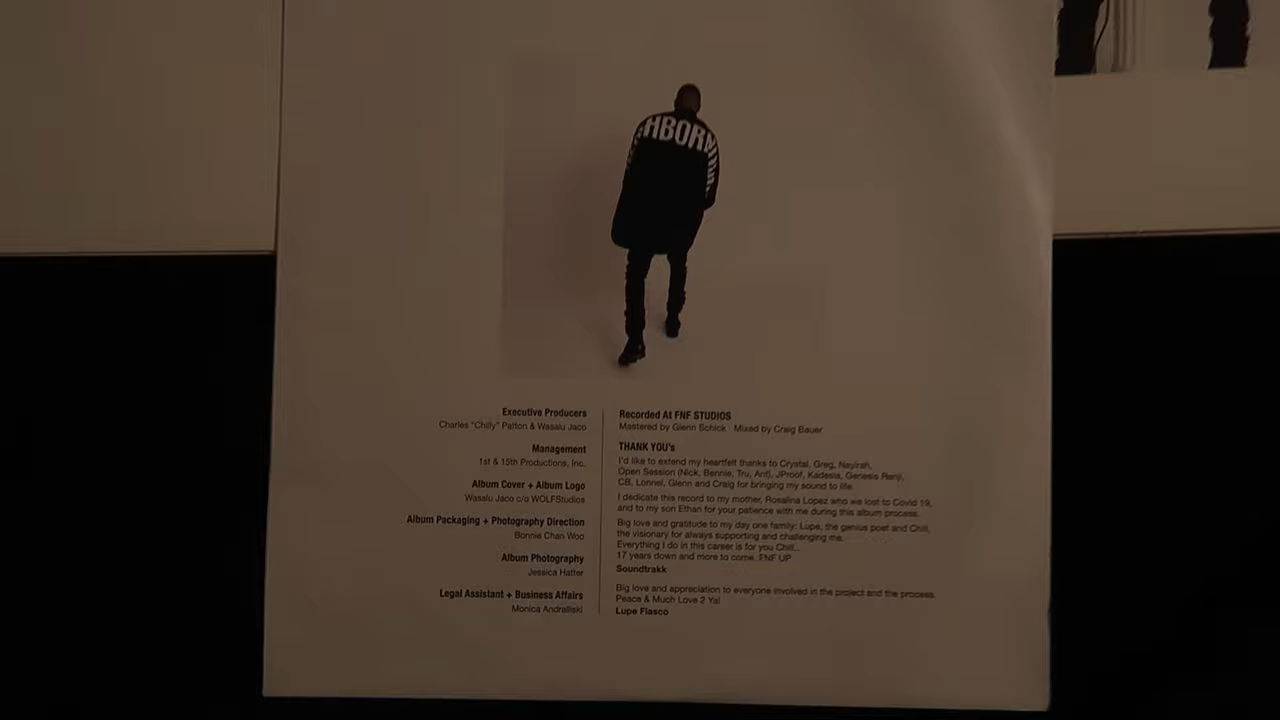 HBORH
Executive Producers
Charles "Chilly" Patton & Wasalu Jaco
Management
1st & 15th Productions, Inc.
Album Cover + Album Logo
Wasalu Jaco c/o WOLFStudios
Album Packaging + Photography Direction
Bonnie Chan Woo
Album Photography
Jessica Hatter
Legal Assistant + Business Affairs
Monica Andraliski
Recorded At FNF STUDIOS
Mastered by Glenn Schick Mixed by Craig Bauer
THANK YOU's
I'd like to extend my heartfelt thanks to Crystal, Greg, Nayirah,
Open Session (Nick, Bennie, Tru, Ant), JProof, Kadesia, Genesis Renji,
CB, Lonnel, Glenn and Craig for bringing my sound to life.
I dedicate this record to my mother, Rosalina Lopez who we lost to Covid 19,
and to my son Ethan for your patience with me during this album process.
Big love and gratitude to my day one family: Lupe, the genius poet and Chill,
the visionary for always supporting and challenging me.
Everything I do in this career is for you Chill...
17 years down and more to come. FNF UP
Soundtrakk
Big love and appreciation to everyone involved in the project and the process.
Peace & Much Love 2 Ya!
Lupe Fiasco